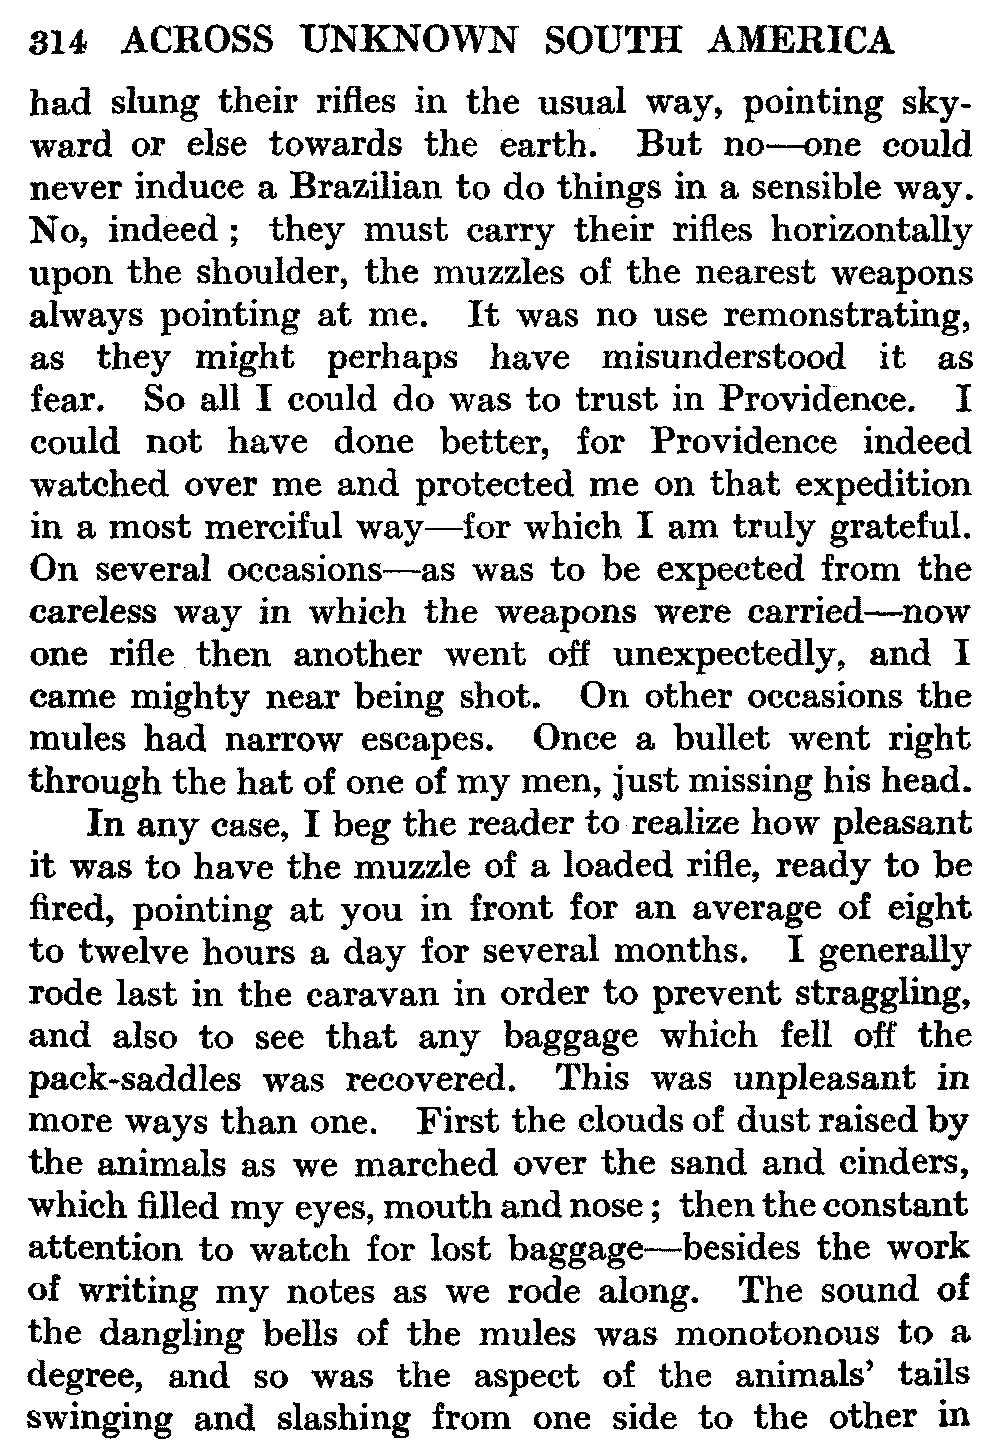 314 ACROSS UNKNOWN SOUTH AMERICA
had slung their rifles in the usual way, pointing sky-
ward or else towards the earth. But no—one could
never induce a Brazilian to do things in a sensible way.
No, indeed ; they must carry their rifles horizontally
upon the shoulder, the muzzles of the nearest weapons
always pointing at me. It was no use remonstrating,
as they might perhaps have misunderstood it as
fear. So all I could do was to trust in Providence. I
could not have done better, for Providence indeed
watched over me and protected me on that expedition
in a most merciful way—for which I am truly grateful.
On several occasions—as was to be expected from the
careless way in which the weapons were carried—now
one rifle then another went off unexpectedly, and I
came mighty near being shot. On other occasions the
mules had narrow escapes. Once a bullet went right
through the hat of one of my men, just missing his head.
In any case, I beg the reader to realize how pleasant
it was to have the muzzle of a loaded rifle, ready to be
fired, pointing at you in front for an average of eight
to twelve hours a day for several months. I generally
rode last in the caravan in order to prevent straggling,
and also to see that any baggage which fell off the
pack-saddles was recovered. This was unpleasant in
more ways than one. First the clouds of dust raised by
the animals as we marched over the sand and cinders,
which filled my eyes, mouth and nose ; then the constant
attention to watch for lost baggage—besides the work
of writing my notes as we rode along. The sound of
the dangling bells of the mules was monotonous to a
degree, and so was the aspect of the animals' tails
swinging and slashing from one side to the other in